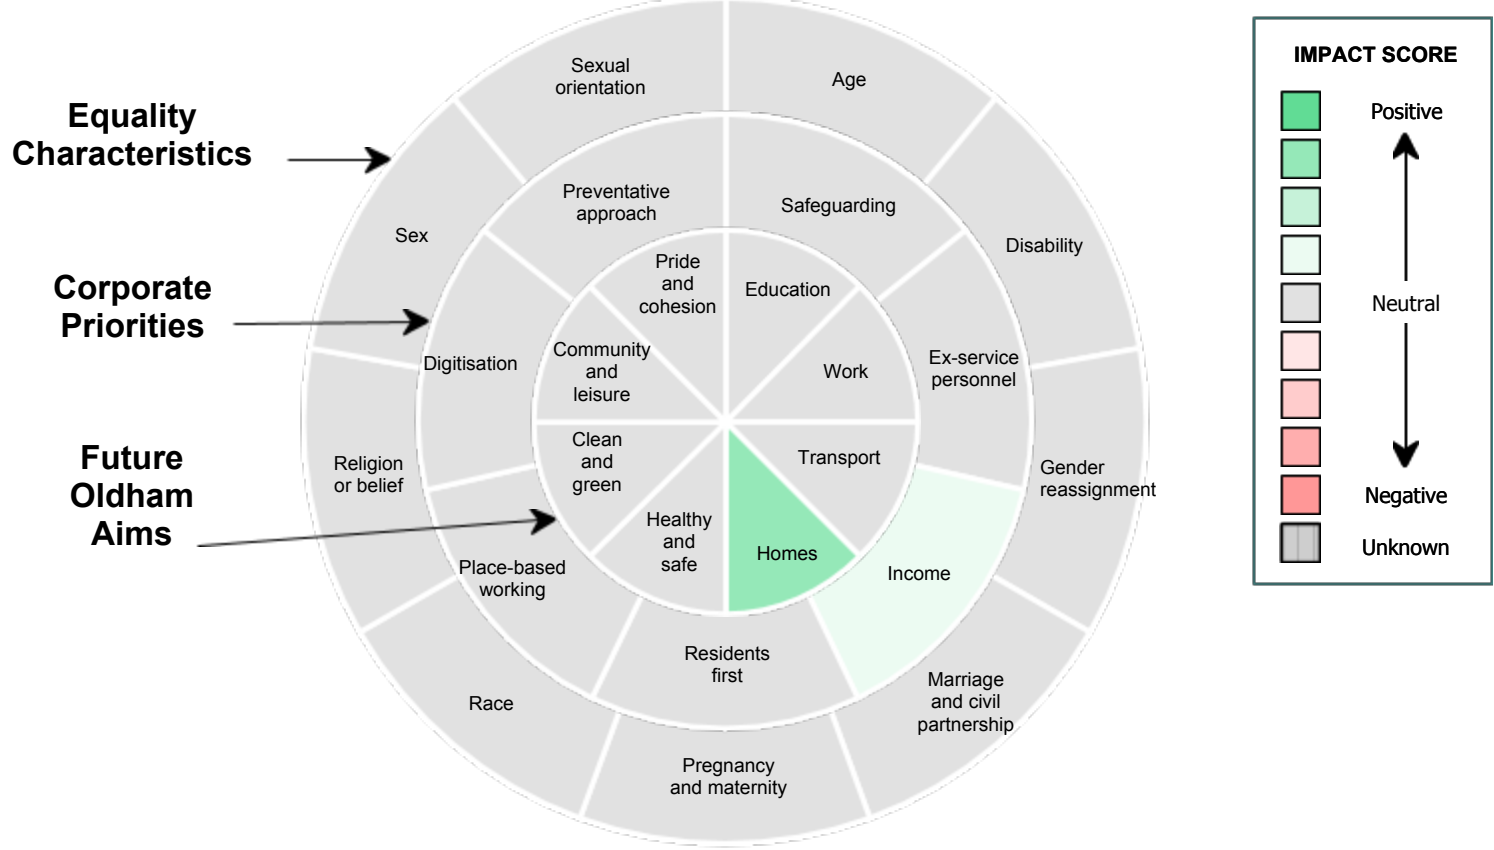 Equality
Characteristics
Corporate
Priorities
Future
Oldham
Aims
Sexual
orientation
Age
Sex
Disability
Religion
or belief
Gender
reassignment
Race
Marriage
and civil
partnership
Pregnancy
and maternity
Preventative
approach
Safeguarding
Digitisation
Ex-service
personnel
Place-based
working
Income
Residents
first
Pride
and
cohesion
Education
Community
and
leisure
Work
Clean
and
green
Transport
Healthy
and
safe
Homes
IMPACT SCORE
Positive
Neutral
Negative
Unknown